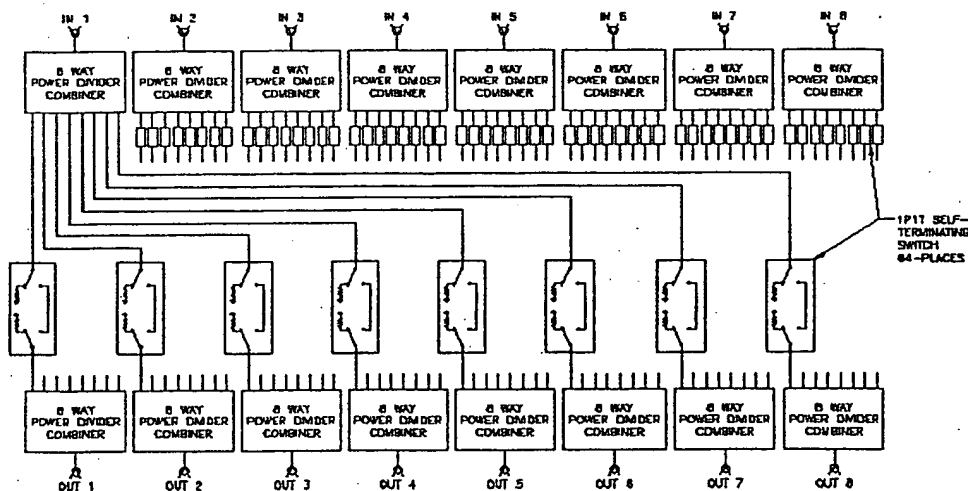 IN 1 IN 2 IN 3 IN 4 IN 5 IN 6 IN 7 IN 8
8 WAY
POWER DIVIDER
COMBINER
8 WAY
POWER DIVIDER
COMBINER
8 WAY
POWER DIVIDER
COMBINER
8 WAY
POWER DIVIDER
COMBINER
8 WAY
POWER DIVIDER
COMBINER
8 WAY
POWER DIVIDER
COMBINER
8 WAY
POWER DIVIDER
COMBINER
8 WAY
POWER DIVIDER
COMBINER
1P1T SELF-
TERMINATING
SWITCH
64-PLACES
8 WAY
POWER DIVIDER
COMBINER
8 WAY
POWER DIVIDER
COMBINER
8 WAY
POWER DIVIDER
COMBINER
8 WAY
POWER DIVIDER
COMBINER
8 WAY
POWER DIVIDER
COMBINER
8 WAY
POWER DIVIDER
COMBINER
8 WAY
POWER DIVIDER
COMBINER
8 WAY
POWER DIVIDER
COMBINER
OUT 1 OUT 2 OUT 3 OUT 4 OUT 5 OUT 6 OUT 7 OUT 8